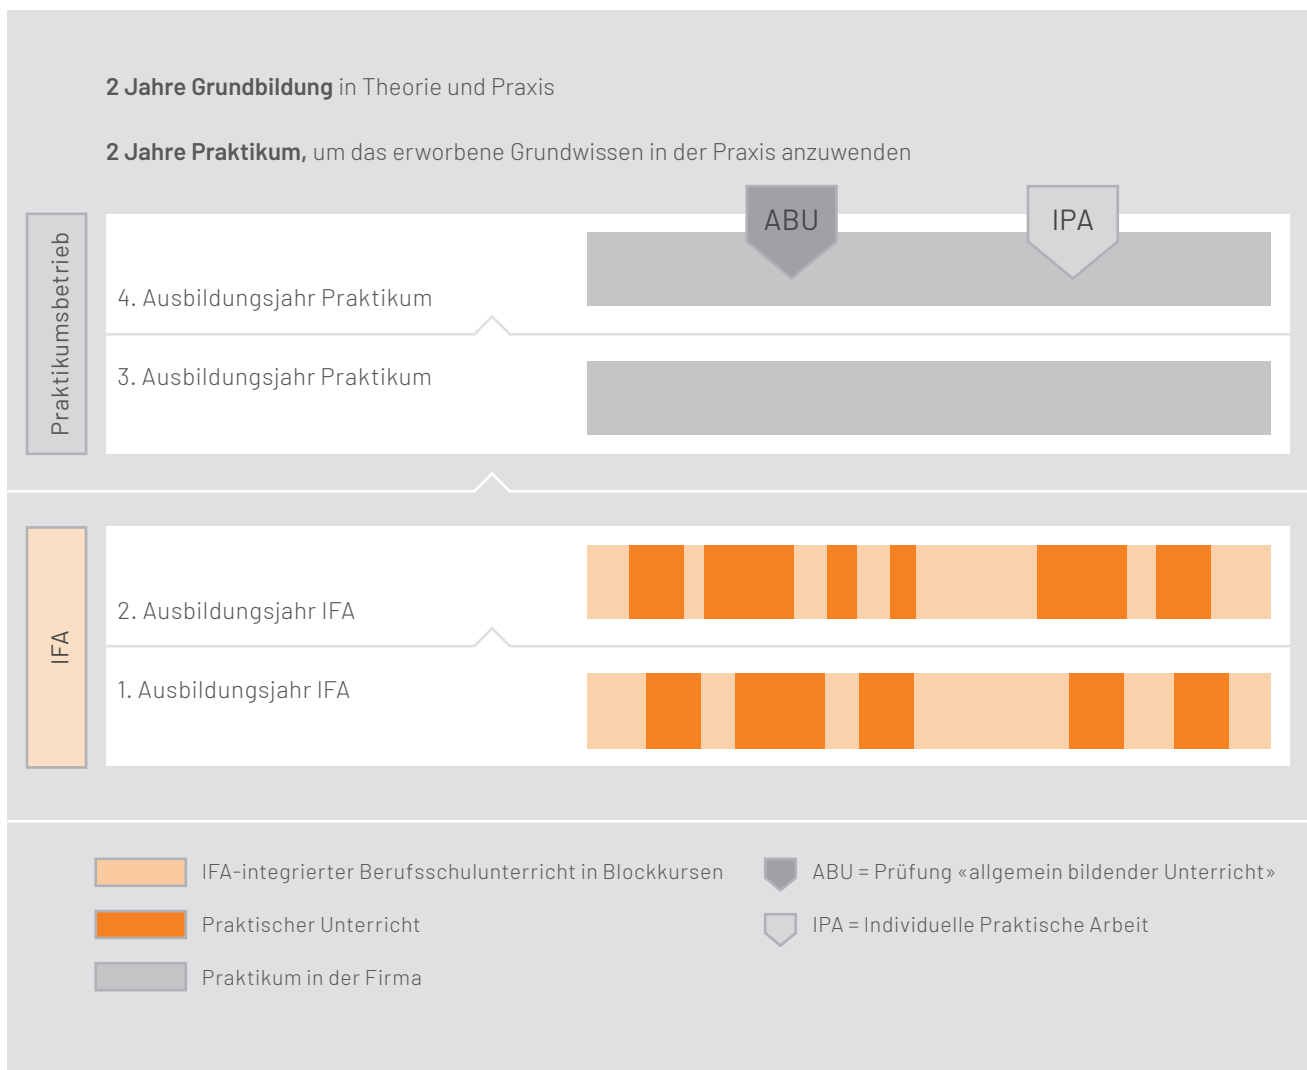 2 Jahre Grundbildung in Theorie und Praxis
2 Jahre Praktikum, um das erworbene Grundwissen in der Praxis anzuwenden
ABU
IPA
Praktikumsbetrieb
4. Ausbildungsjahr Praktikum
3. Ausbildungsjahr Praktikum
IFA
2. Ausbildungsjahr IFA
1. Ausbildungsjahr IFA
IFA-integrierter Berufsschulunterricht in Blockkursen
Praktischer Unterricht
Praktikum in der Firma
ABU = Prüfung «allgemein bildender Unterricht»
IPA = Individuelle Praktische Arbeit